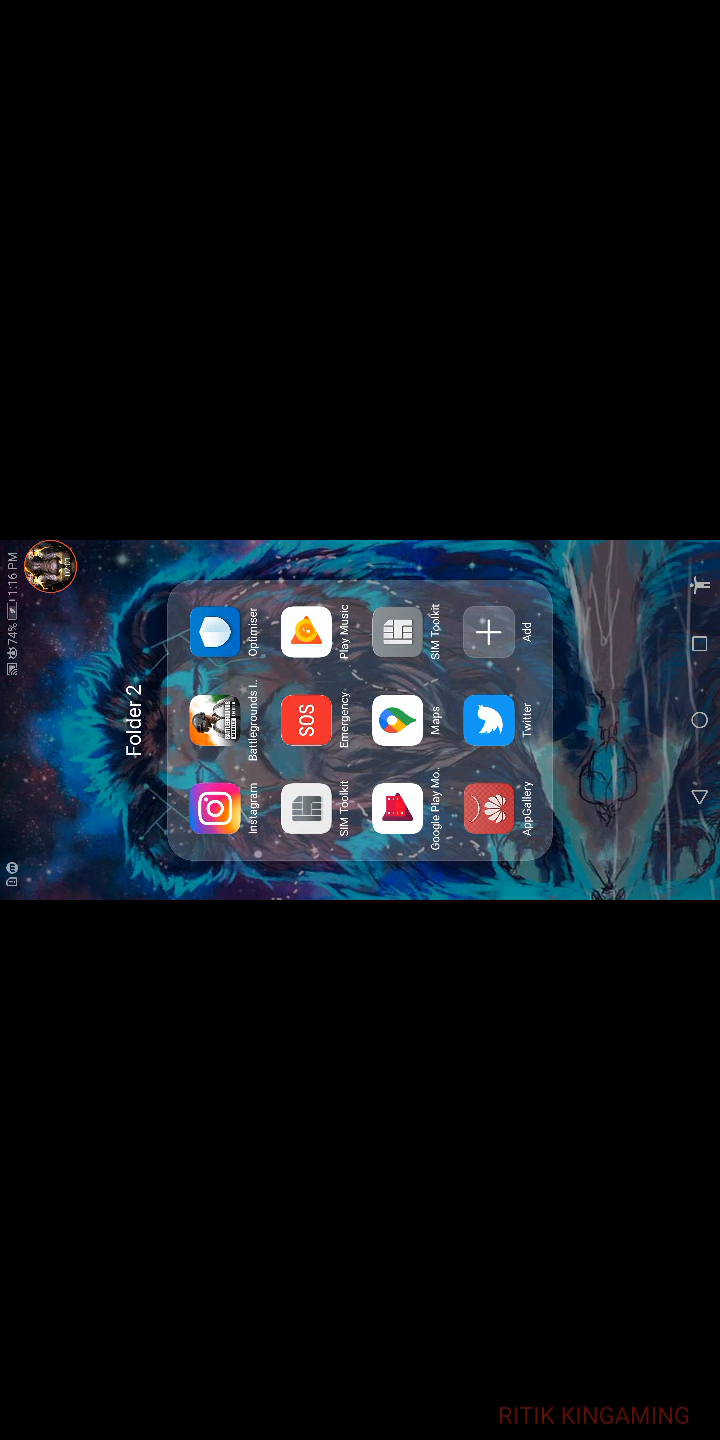 1:16 PM
74%
Folder 2
Instagram
Battlegrounds I..
Optimiser
SIM Toolkit
SOS
Emergency
Play Music
Google Play Mo..
Maps
SIM Toolkit
AppGallery
Twitter
Add
RITIK KINGAMING